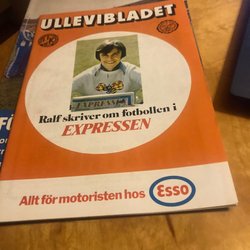 ULLEVIBLADET
EXPRESSEN
Ralf skriver om fotbollen i
EXPRESSEN
Allt för motoristen hos Esso